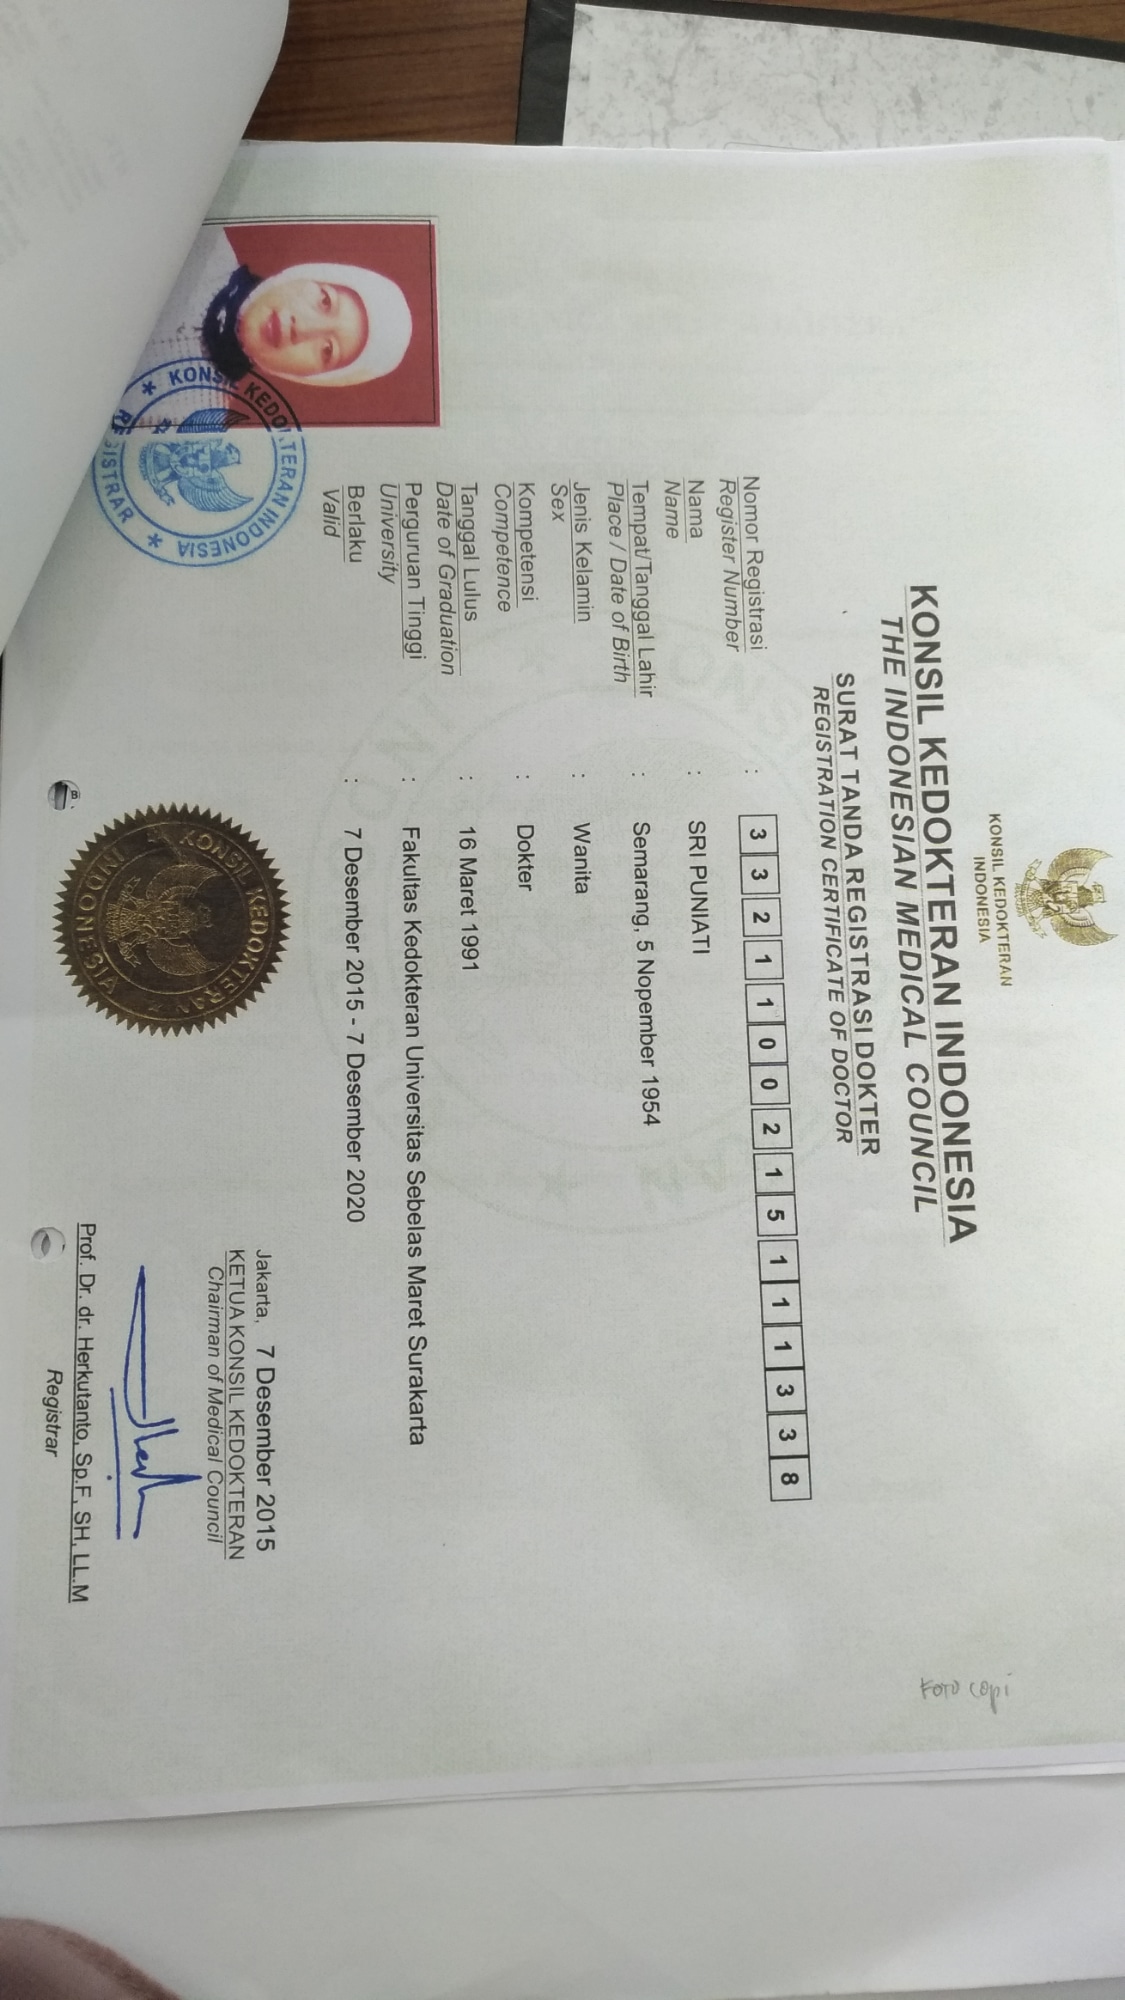 KONSIL KEDOKTERAN
INDONESIA
KONSIL KEDOKTERAN INDONESIA
THE INDONESIAN MEDICAL COUNCIL
SURAT TANDA REGISTRASI DOKTER
REGISTRATION CERTIFICATE OF DOCTOR
Nomor Registrasi : 3 3 2 1 1 0 0 2 1 5 1 1 1 3 3 8
Register Number
Nama : SRI PUNIATI
Name
Tempat/Tanggal Lahir : Semarang, 5 Nopember 1954
Place / Date of Birth
Jenis Kelamin : Wanita
Sex
Kompetensi : Dokter
Competence
Tanggal Lulus : 16 Maret 1991
Date of Graduation
Perguruan Tinggi : Fakultas Kedokteran Universitas Sebelas Maret Surakarta
University
Berlaku : 7 Desember 2015 - 7 Desember 2020
Valid
Jakarta, 7 Desember 2015
KETUA KONSIL KEDOKTERAN
Chairman of Medical Council
Prof. Dr. dr. Herkutanto, Sp.F, SH, LL.M
Registrar
KONSIL KEDOKTERAN INDONESIA
REGISTRAR
KONSIL KEDOKTERAN
INDONESIA
Foto copi